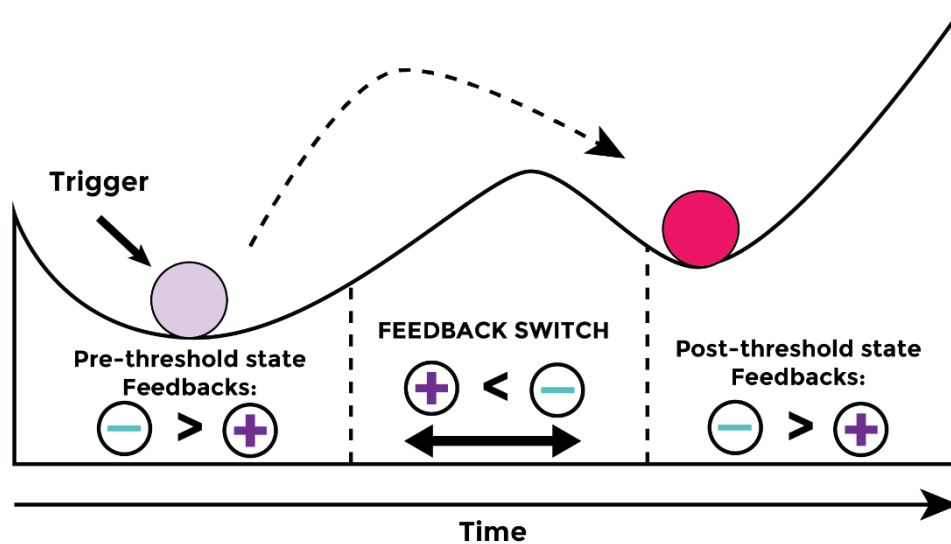 Trigger
Pre-threshold state
Feedbacks:
− > +
FEEDBACK SWITCH
+ < −
Post-threshold state
Feedbacks:
− > +
Time